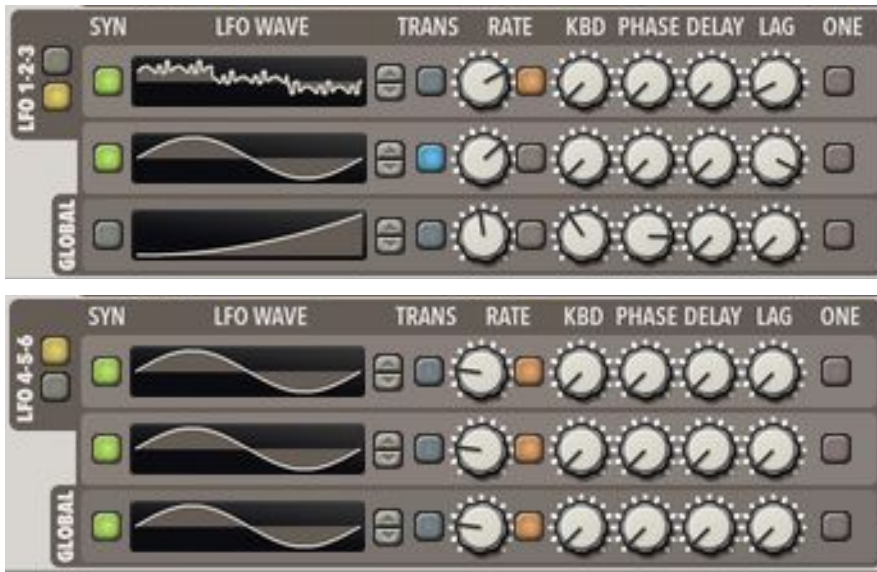 SYN LFO WAVE TRANS RATE KBD PHASE DELAY LAG ONE
LFO 1-2-3
GLOBAL
SYN LFO WAVE TRANS RATE KBD PHASE DELAY LAG ONE
LFO 4-5-6
GLOBAL